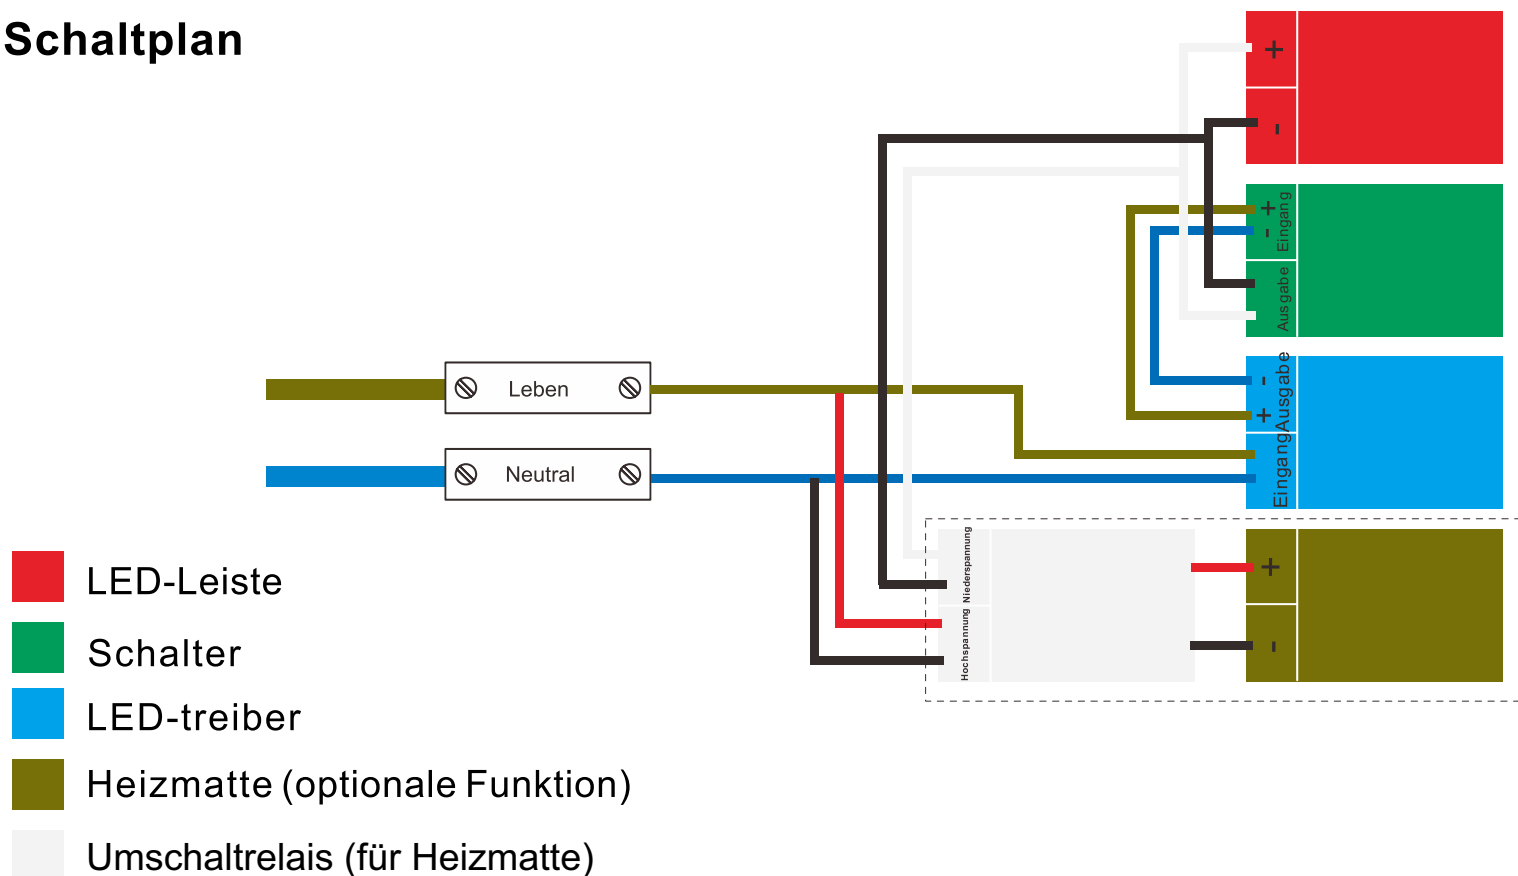 Schaltplan
+
-
+
-
Eingang
Ausgabe
Leben
Neutral
-
+
Ausgabe
Eingang
Niederspannung
Hochspannung
+
-
LED-Leiste
Schalter
LED-treiber
Heizmatte (optionale Funktion)
Umschaltrelais (für Heizmatte)